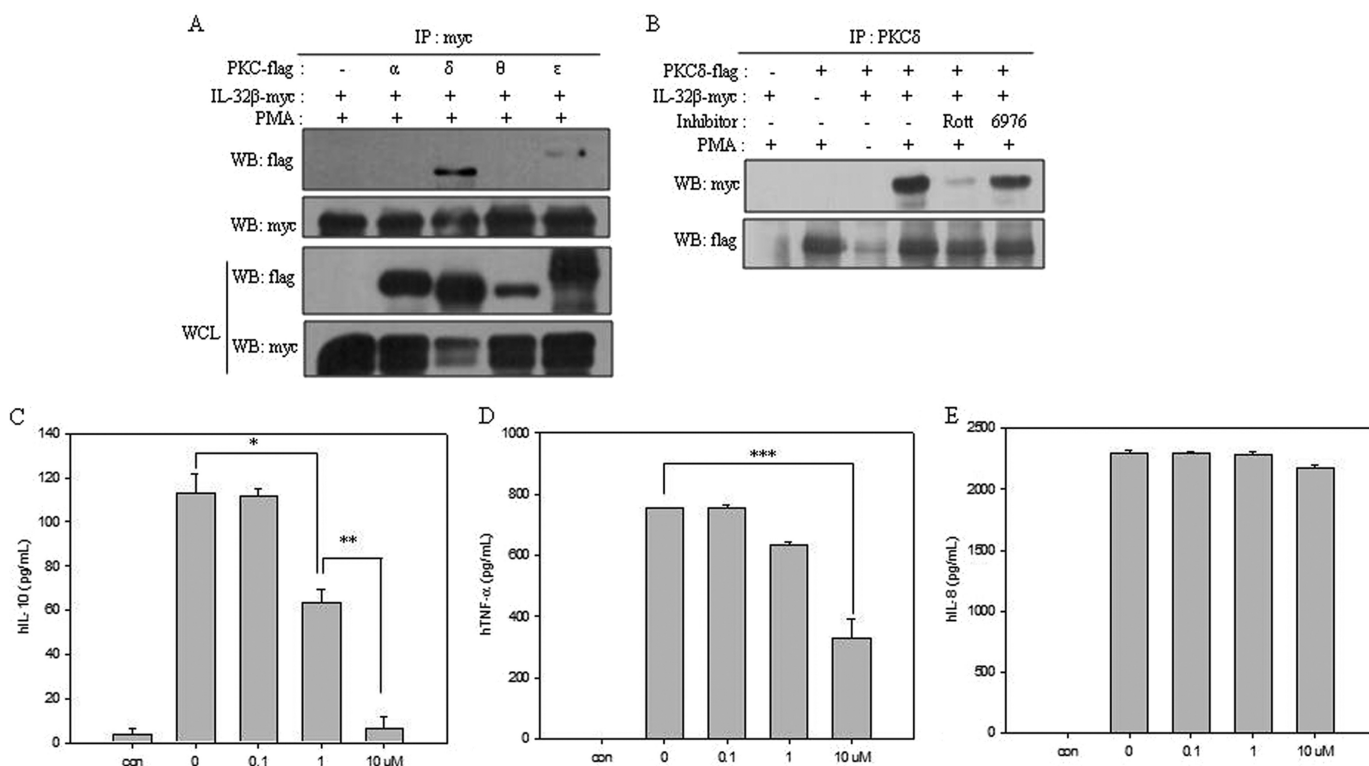 A
IP : myc
PKC-flag : - α δ θ ε
IL-32β-myc : + + + + +
PMA : + + + + +
WB: flag
WB: myc
WCL
WB: flag
WB: myc
B
IP : PKCδ
PKCδ-flag : - + + + + +
IL-32β-myc : + - + + + +
Inhibitor : - - - - Rott 6976
PMA : + + - + + +
WB: myc
WB: flag
C
hIL-10 (pg/mL)
140
120
100
80
60
40
20
0
*
**
con 0 0.1 1 10 uM
D
hTNF-α (pg/mL)
1000
800
600
400
200
0
***
con 0 0.1 1 10 uM
E
hIL-8 (pg/mL)
2500
2000
1500
1000
500
0
con 0 0.1 1 10 uM